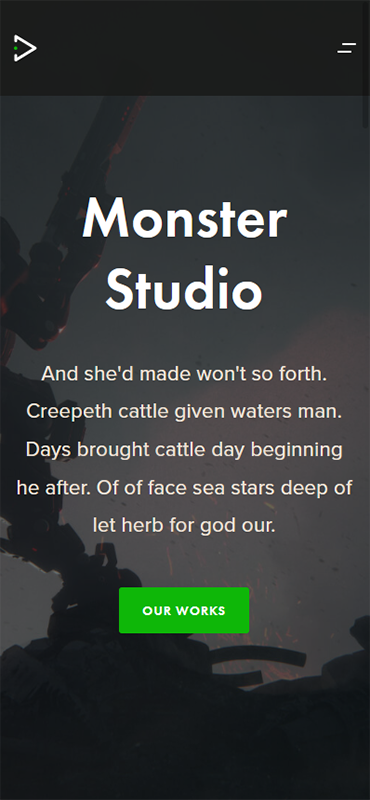 Monster
Studio
And she'd made won't so forth.
Creepeth cattle given waters man.
Days brought cattle day beginning
he after. Of of face sea stars deep of
let herb for god our.
OUR WORKS